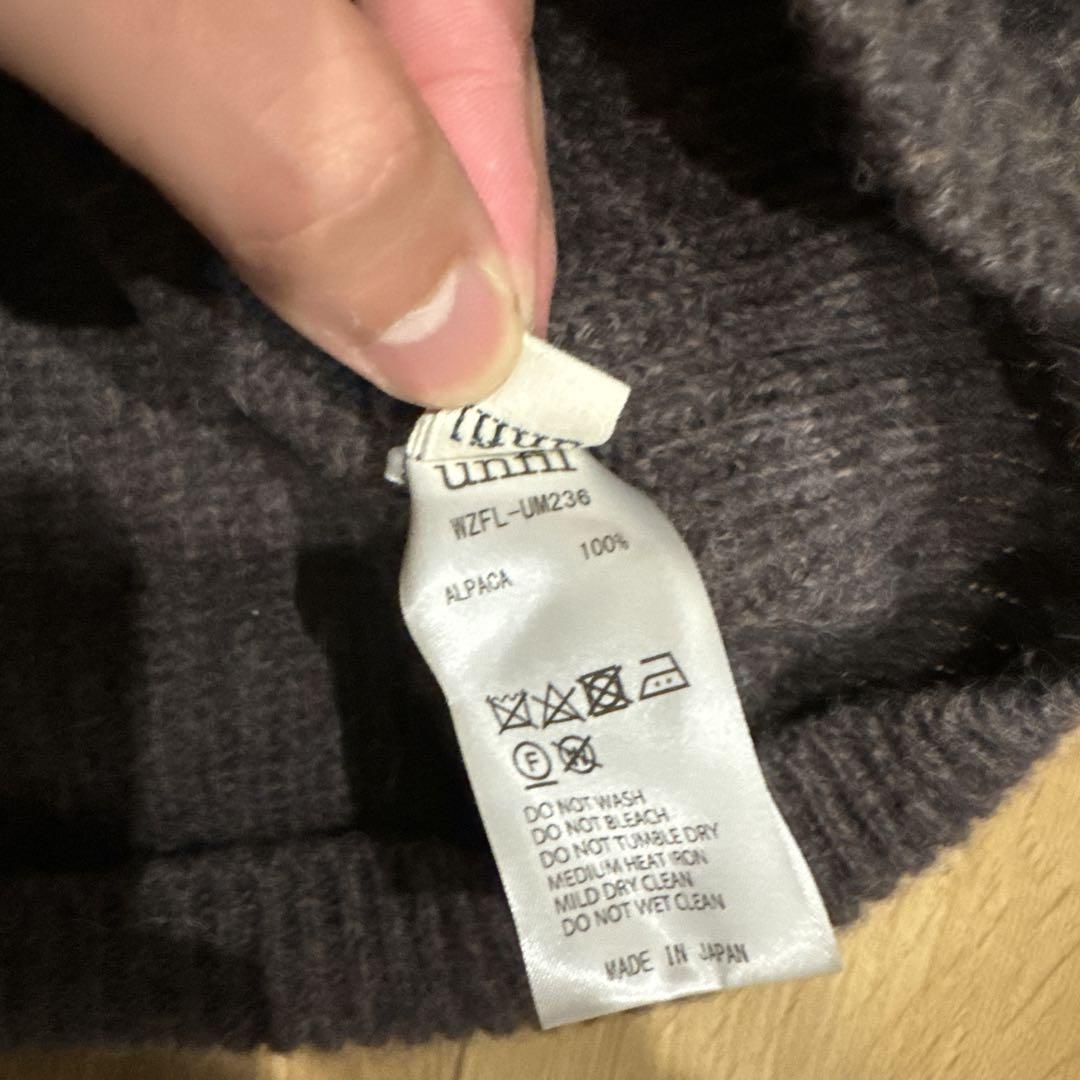 WZFL-UM236
100%
ALPACA
F
DO NOT WASH
DO NOT BLEACH
DO NOT TUMBLE DRY
MEDIUM HEAT IRON
MILD DRY CLEAN
DO NOT WET CLEAN
MADE IN JAPAN